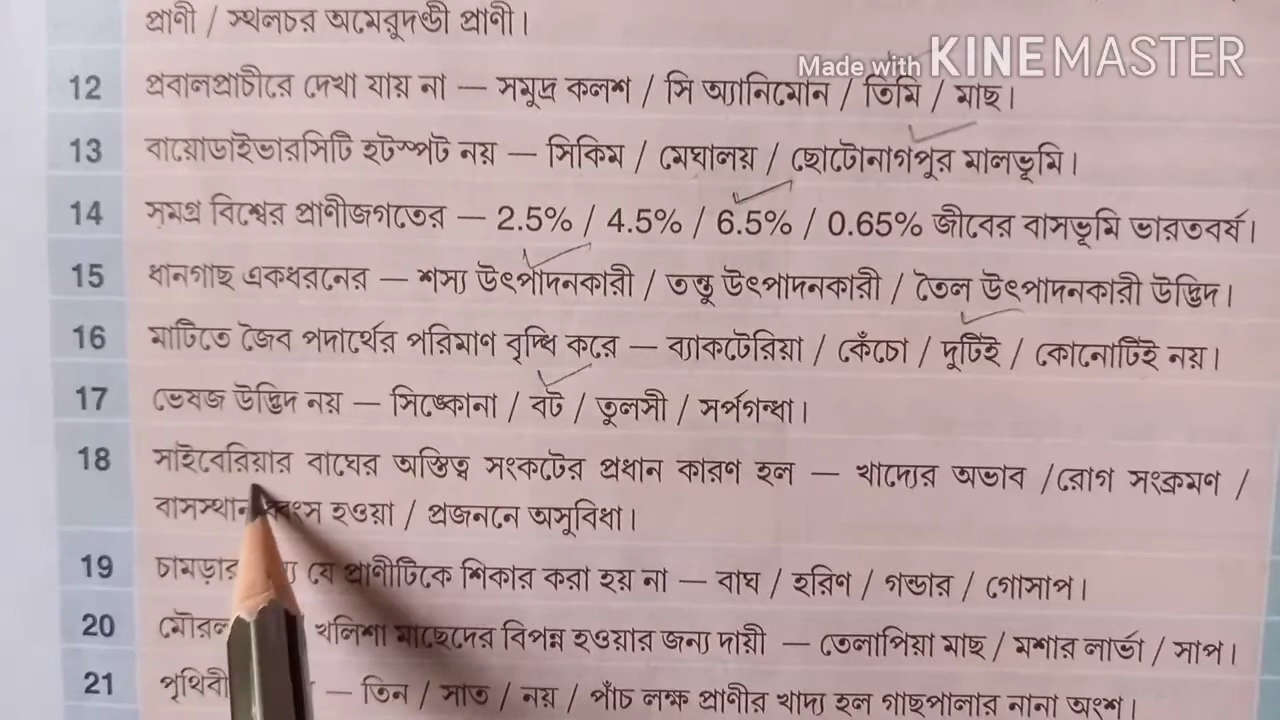 প্রাণী / স্থলচর অমেরুদণ্ডী প্রাণী।
Made with KINEMASTER
12 প্রবালপ্রাচীরে দেখা যায় না — সমুদ্র কলশ / সি অ্যানিমোন / তিমি / মাছ।
13 বায়োডাইভারসিটি হটস্পট নয় — সিকিম / মেঘালয় / ছোটোনাগপুর মালভূমি।
14 সমগ্র বিশ্বের প্রাণীজগতের — 2.5% / 4.5% / 6.5% / 0.65% জীবের বাসভূমি ভারতবর্ষ।
15 ধানগাছ একধরনের — শস্য উৎপাদনকারী / তন্তু উৎপাদনকারী / তৈল উৎপাদনকারী উদ্ভিদ।
16 মাটিতে জৈব পদার্থের পরিমাণ বৃদ্ধি করে — ব্যাকটেরিয়া / কেঁচো / দুটিই / কোনোটিই নয়।
17 ভেষজ উদ্ভিদ নয় — সিঙ্কোনা / বট / তুলসী / সর্পগন্ধা।
18 সাইবেরিয়ার বাঘের অস্তিত্ব সংকটের প্রধান কারণ হল — খাদ্যের অভাব /রোগ সংক্রমণ /
বাসস্থান হওয়া / প্রজননে অসুবিধা।
19 যে প্রাণীটিকে শিকার করা হয় না — বাঘ / হরিণ / গন্ডার / গোসাপ।
20 খলিশা মাছেদের বিপন্ন হওয়ার জন্য দায়ী — তেলাপিয়া মাছ / মশার লার্ভা / সাপ।
21 — তিন / সাত / নয় / পাঁচ লক্ষ প্রাণীর খাদ্য হল গাছপালার নানা অংশ।